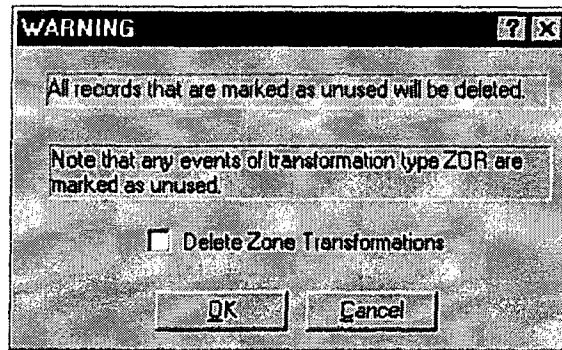 WARNING
All records that are marked as unused will be deleted.
Note that any events of transformation type ZOR are
marked as unused.
Delete Zone Transformations
OK
Cancel